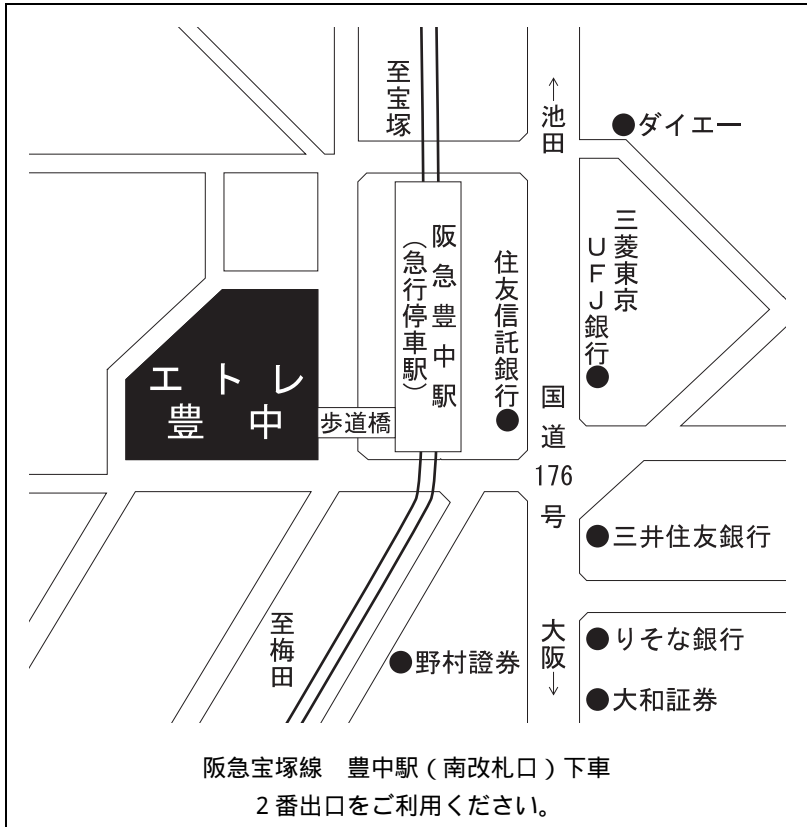 至宝塚
↑池田
●ダイエー
阪急豊中駅
(急行停車駅)
住友信託銀行●
三菱東京
UFJ銀行●
エトレ
豊中
歩道橋
国道176号
●三井住友銀行
至梅田
●野村證券
大阪↓
●りそな銀行
●大和証券
阪急宝塚線　豊中駅(南改札口)下車
2番出口をご利用ください。